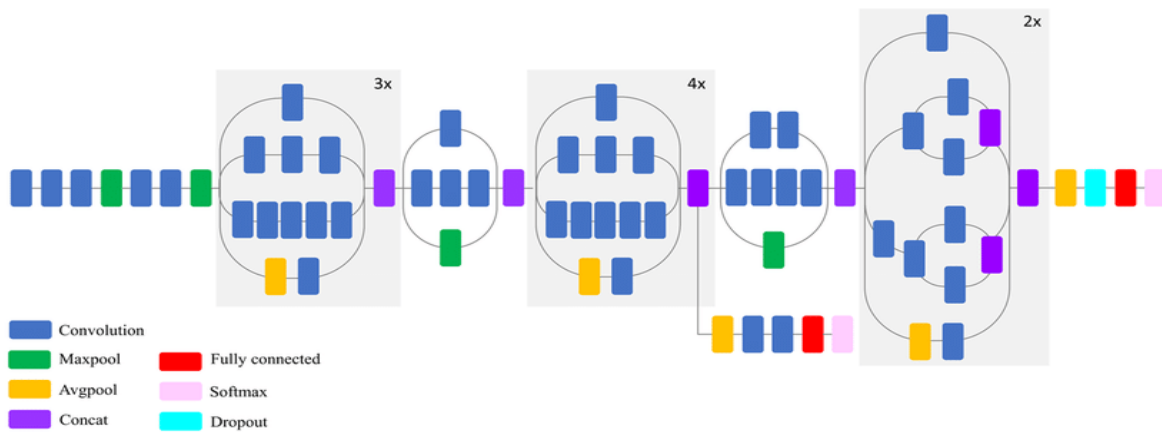 3x
4x
2x
Convolution
Maxpool
Avgpool
Concat
Fully connected
Softmax
Dropout